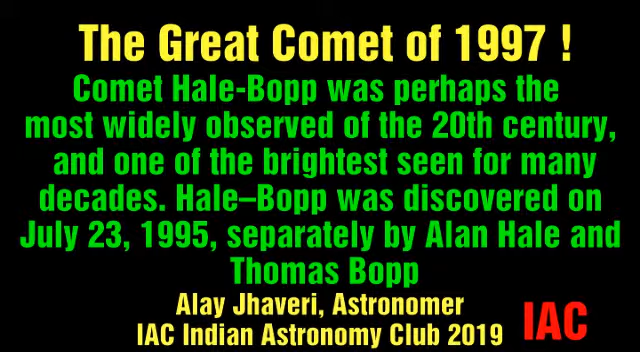 The Great Comet of 1997 !
Comet Hale-Bopp was perhaps the
most widely observed of the 20th century,
and one of the brightest seen for many
decades. Hale–Bopp was discovered on
July 23, 1995, separately by Alan Hale and
Thomas Bopp
Alay Jhaveri, Astronomer
IAC Indian Astronomy Club 2019
IAC